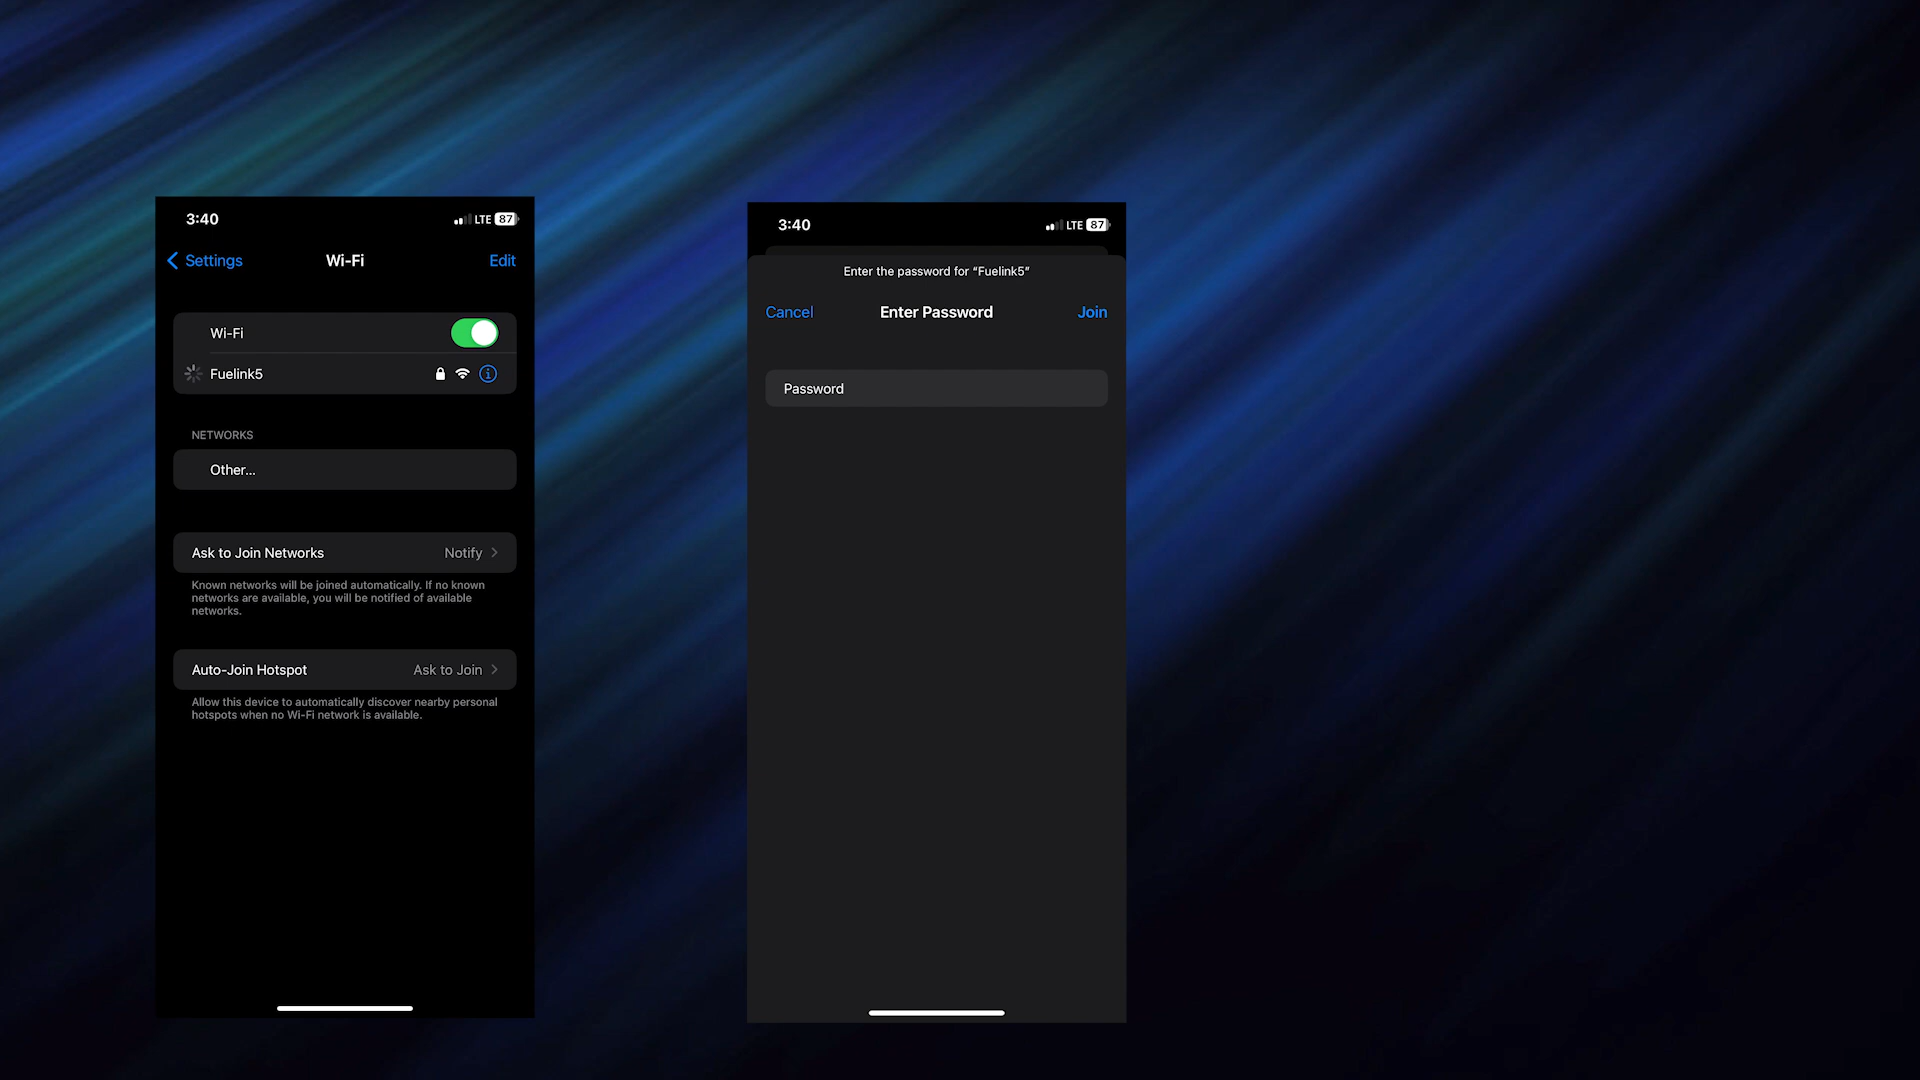 3:40
LTE 87
Settings
Wi-Fi
Edit
Wi-Fi
Fuelink5
NETWORKS
Other...
Ask to Join Networks
Notify
Known networks will be joined automatically. If no known
networks are available, you will be notified of available
networks.
Auto-Join Hotspot
Ask to Join
Allow this device to automatically discover nearby personal
hotspots when no Wi-Fi network is available.
3:40
LTE 87
Enter the password for “Fuelink5”
Cancel
Enter Password
Join
Password